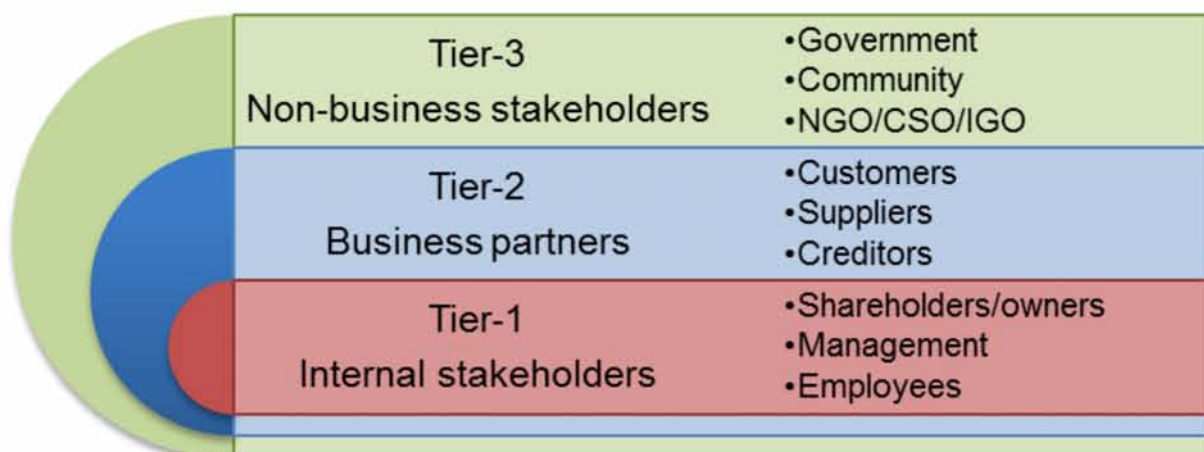 Tier-3
Non-business stakeholders
•Government
•Community
•NGO/CSO/IGO
Tier-2
Business partners
•Customers
•Suppliers
•Creditors
Tier-1
Internal stakeholders
•Shareholders/owners
•Management
•Employees